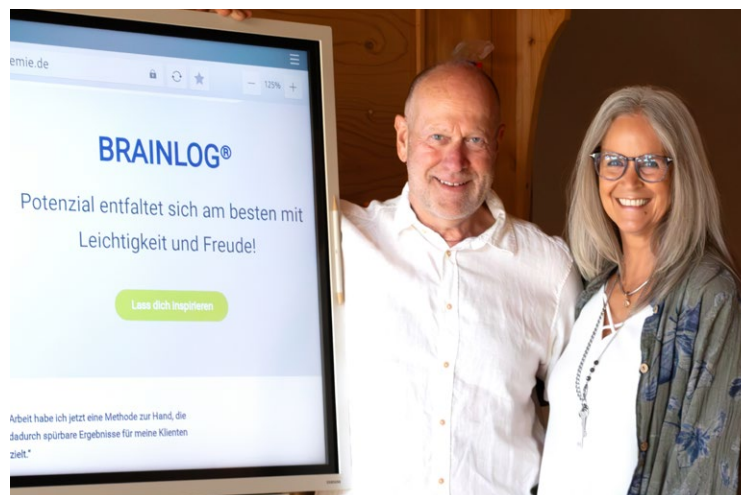 emie.de
125%
BRAINLOG®
Potenzial entfaltet sich am besten mit
Leichtigkeit und Freude!
Lass dich inspirieren
Arbeit habe ich jetzt eine Methode zur Hand, die
dadurch spürbare Ergebnisse für meine Klienten
zielt."